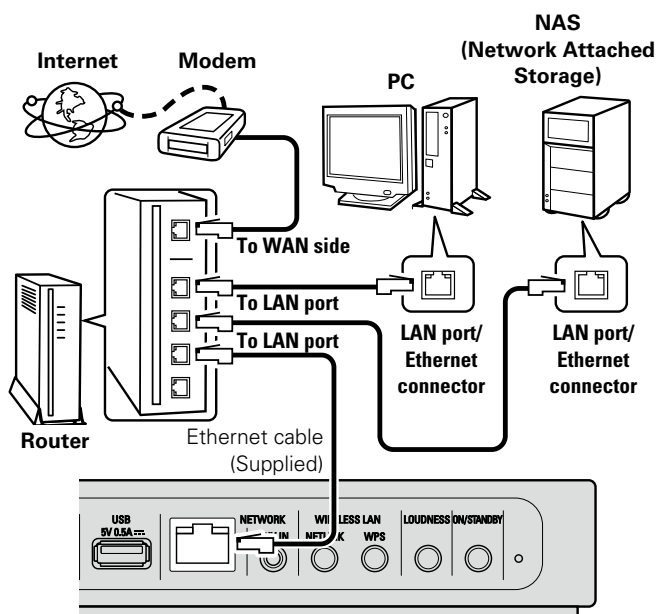 NAS
(Network Attached
Storage)
Internet
Modem
PC
To WAN side
To LAN port
To LAN port
LAN port/
Ethernet
connector
LAN port/
Ethernet
connector
Router
Ethernet cable
(Supplied)
USB
5V 0.5A
NETWORK
WIRELESS LAN
LOUDNESS
ON/STANDBY
WPS